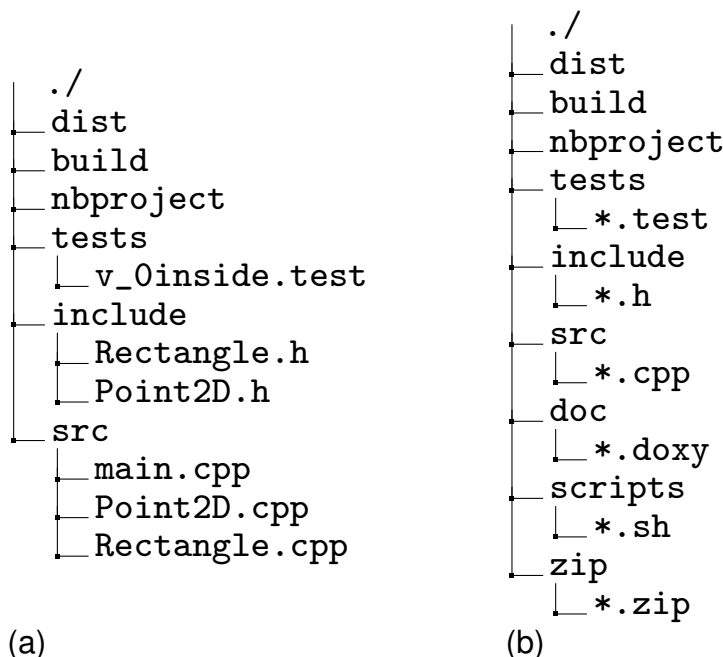 ./
dist
build
nbproject
tests
v_0inside.test
include
Rectangle.h
Point2D.h
src
main.cpp
Point2D.cpp
Rectangle.cpp
(a)
./
dist
build
nbproject
tests
*.test
include
*.h
src
*.cpp
doc
*.doxy
scripts
*.sh
zip
*.zip
(b)